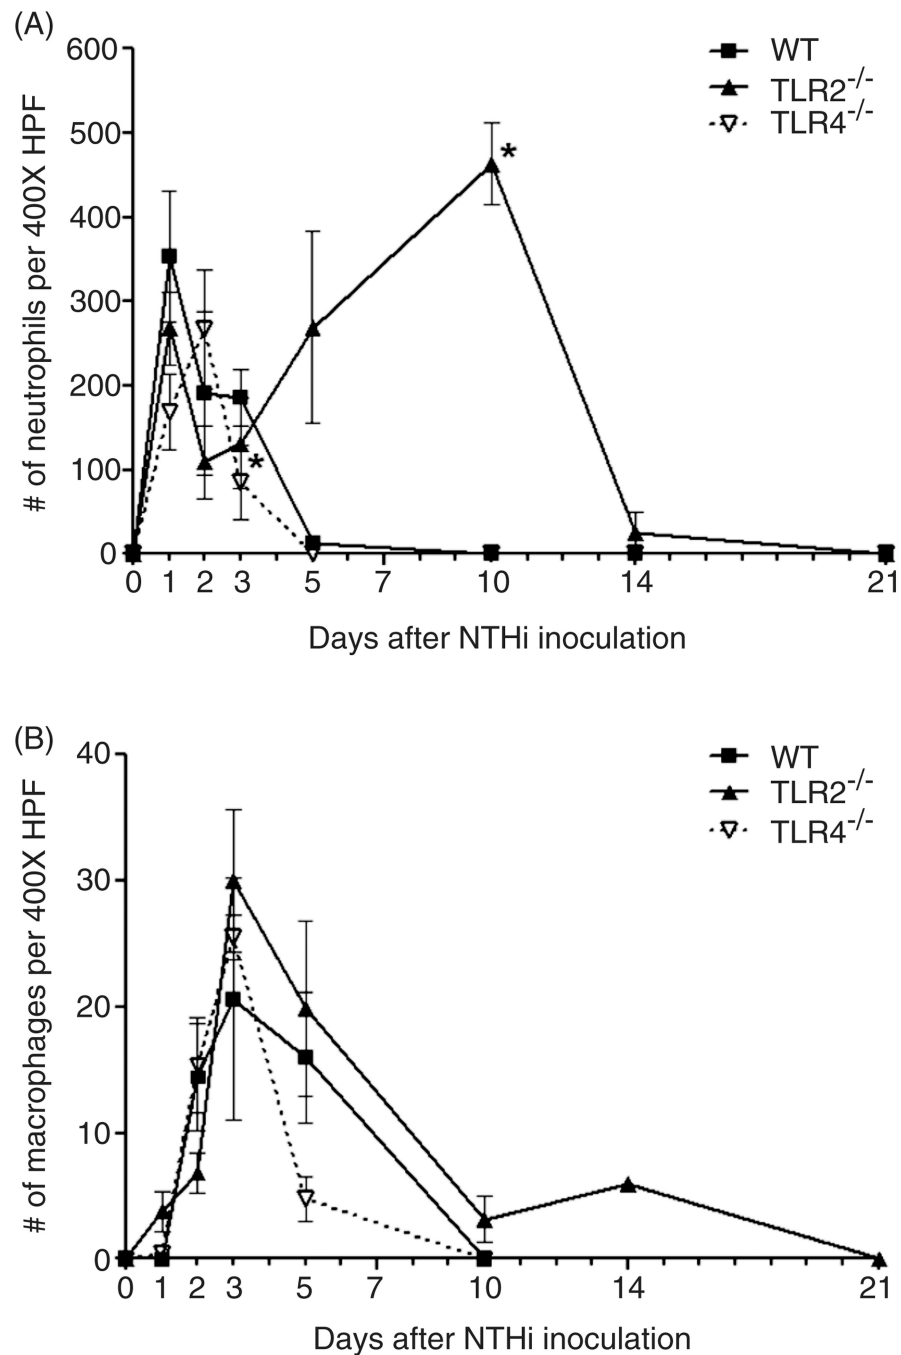 (A)
600
500
400
300
200
100
0
# of neutrophils per 400X HPF
WT
TLR2-/-
TLR4-/-
*
*
0 1 2 3 5 7 10 14 21
Days after NTHi inoculation
(B)
40
30
20
10
0
# of macrophages per 400X HPF
WT
TLR2-/-
TLR4-/-
0 1 2 3 5 7 10 14 21
Days after NTHi inoculation